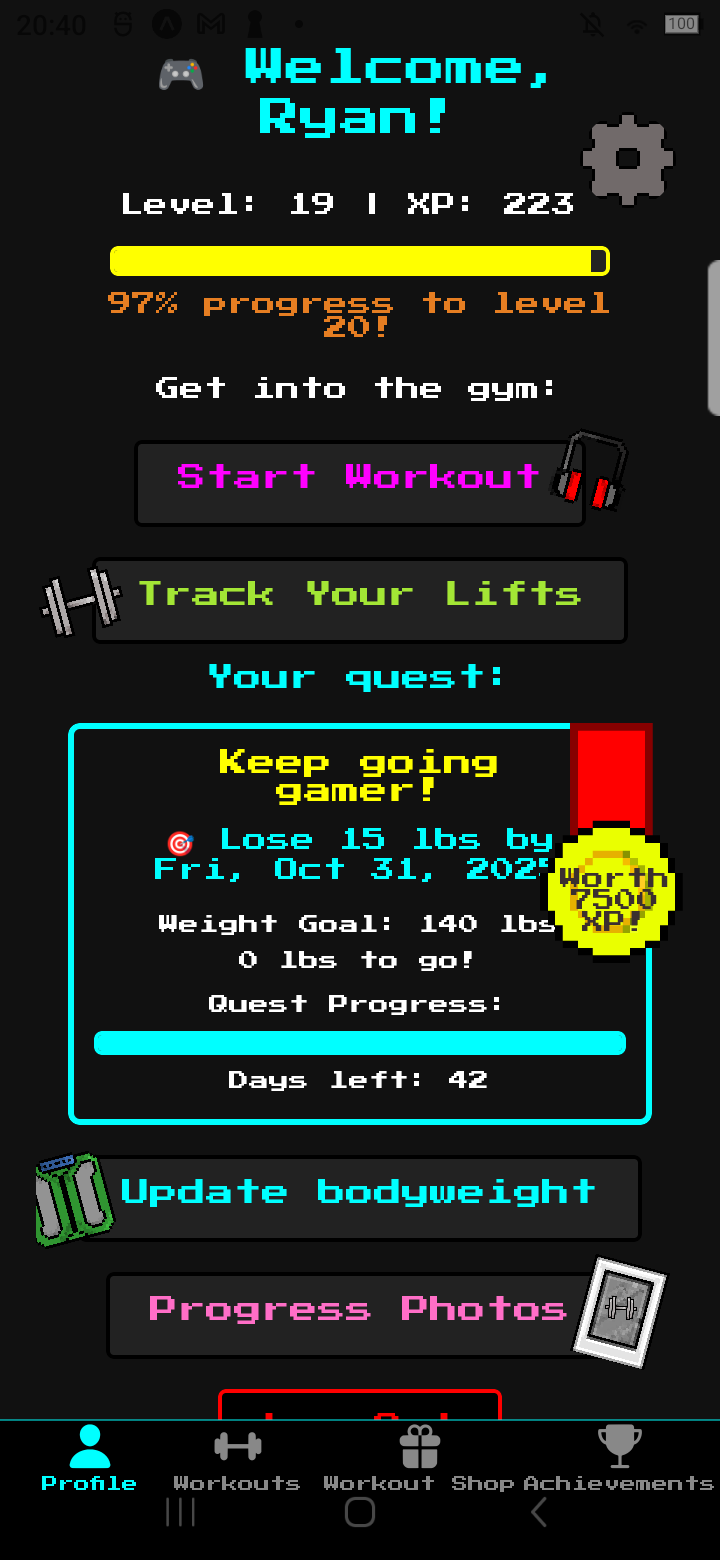 20:40
100
🎮 Welcome,
Ryan!
Level: 19 | XP: 223
97% progress to level
20!
Get into the gym:
Start Workout
Track Your Lifts
Your quest:
Keep going
gamer!
🎯 Lose 15 lbs by
Fri, Oct 31, 2025
Worth
7500
XP!
Weight Goal: 140 lbs
0 lbs to go!
Quest Progress:
Days left: 42
Update bodyweight
Progress Photos
Profile
Workouts
Workout Shop
Achievements